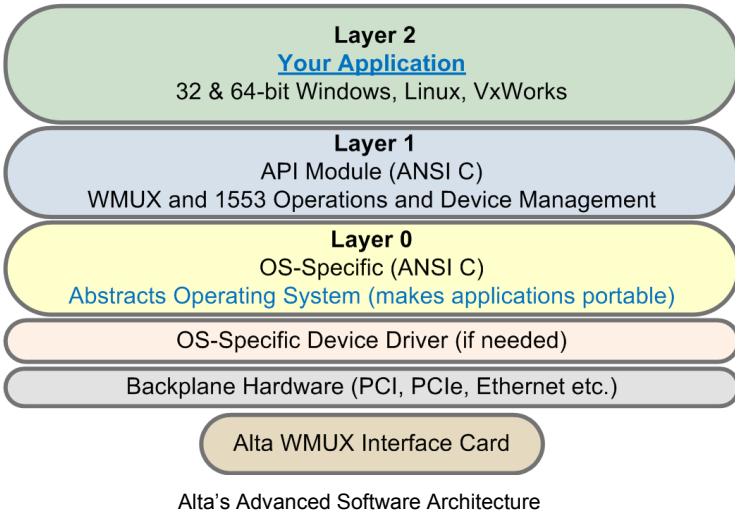 Layer 2
Your Application
32 & 64-bit Windows, Linux, VxWorks
Layer 1
API Module (ANSI C)
WMUX and 1553 Operations and Device Management
Layer 0
OS-Specific (ANSI C)
Abstracts Operating System (makes applications portable)
OS-Specific Device Driver (if needed)
Backplane Hardware (PCI, PCIe, Ethernet etc.)
Alta WMUX Interface Card
Alta's Advanced Software Architecture